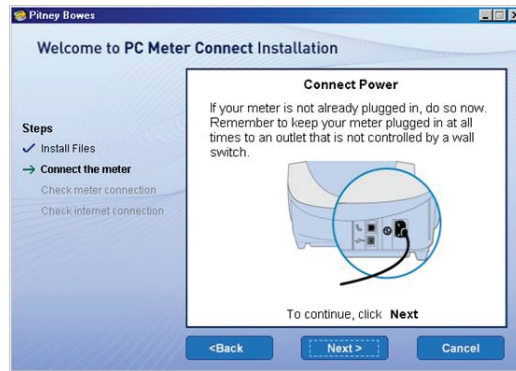 Pitney Bowes
Welcome to PC Meter Connect Installation
Steps
Install Files
Connect the meter
Check meter connection
Check internet connection
Connect Power
If your meter is not already plugged in, do so now.
Remember to keep your meter plugged in at all
times to an outlet that is not controlled by a wall
switch.
To continue, click Next
<Back
Next >
Cancel